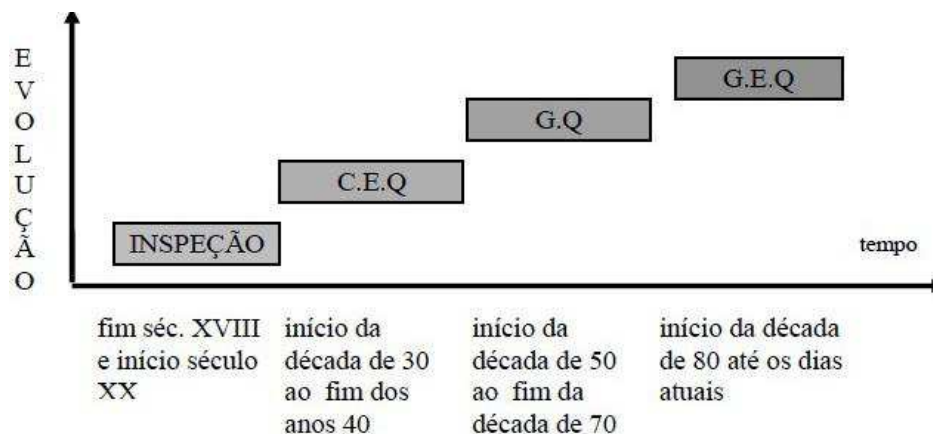 EVOLUÇÃO
G.E.Q
G.Q
C.E.Q
INSPEÇÃO
tempo
fim séc. XVIII
e início século
XX
início da
década de 30
ao fim dos
anos 40
início da
década de 50
ao fim da
década de 70
início da década
de 80 até os dias
atuais